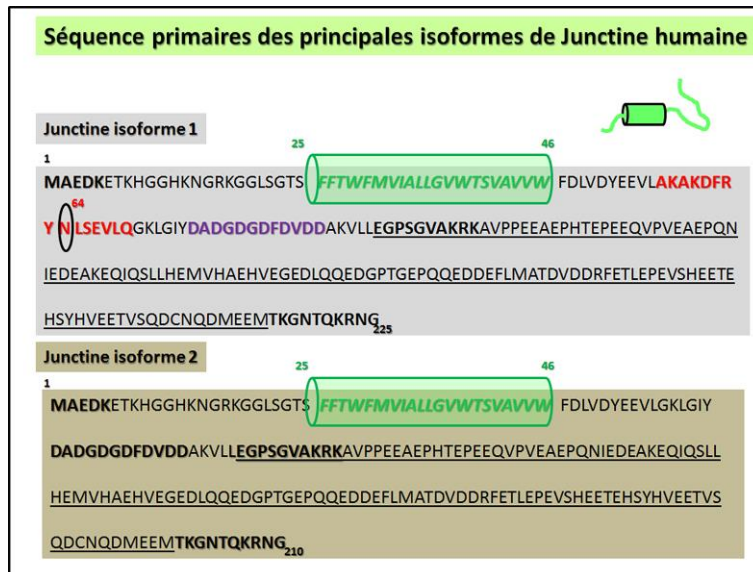 Séquence primaires des principales isoformes de Junctine humaine
Junctine isoforme 1
1 25 46
MAEDKETKHGGHKNGRKGGLSGTS FFTWFMVIALLGVWTSVAVVW FDLVDYEEVLAKAKDFR
64
Y N LSEVLQGKLGIYDADGDGDFDVDDAKVLLEGPSGVAKRKAVPPEEAEPHTEPEEQVPVEAEPQN
IEDEAKEQIQSLLHEMVHAEHVEGEDLQQEDGPTGEPQQEDDEFLMATDVDDRFETLEPEVSHEETE
HSYHVEETVSQDCNQDMEEMTKGNTQKRNG225
Junctine isoforme 2
1 25 46
MAEDKETKHGGHKNGRKGGLSGTS FFTWFMVIALLGVWTSVAVVW FDLVDYEEVLGKLGIY
DADGDGDFDVDDAKVLLEGPSGVAKRKAVPPEEAEPHTEPEEQVPVEAEPQNIEDEAKEQIQSLL
HEMVHAEHVEGEDLQQEDGPTGEPQQEDDEFLMATDVDDRFETLEPEVSHEETEHSYHVEETVS
QDCNQDMEEMTKGNTQKRNG210